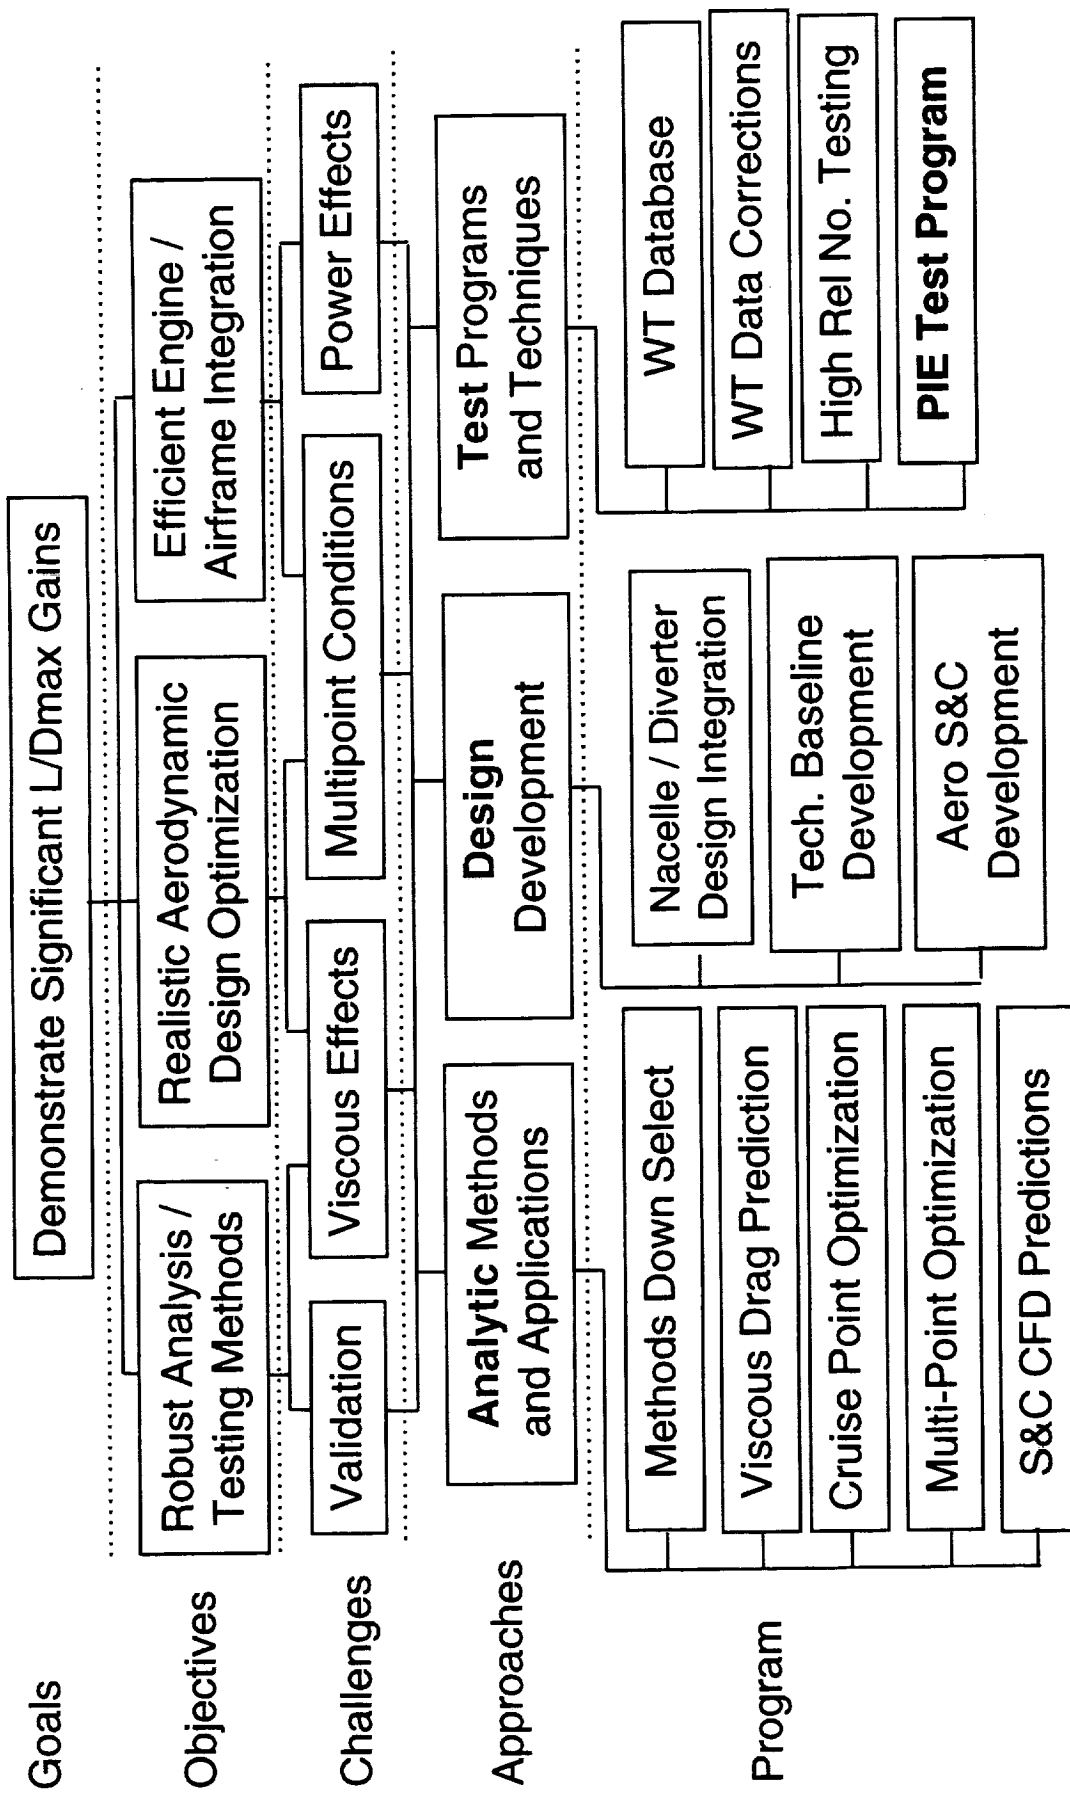 Goals
Demonstrate Significant L/Dmax Gains
Objectives
Robust Analysis /
Testing Methods
Realistic Aerodynamic
Design Optimization
Efficient Engine /
Airframe Integration
Challenges
Validation
Viscous Effects
Multipoint Conditions
Power Effects
Approaches
Analytic Methods
and Applications
Design
Development
Test Programs
and Techniques
Program
Methods Down Select
Viscous Drag Prediction
Cruise Point Optimization
Multi-Point Optimization
S&C CFD Predictions
Nacelle / Diverter
Design Integration
Tech. Baseline
Development
Aero S&C
Development
WT Database
WT Data Corrections
High Rel No. Testing
PIE Test Program